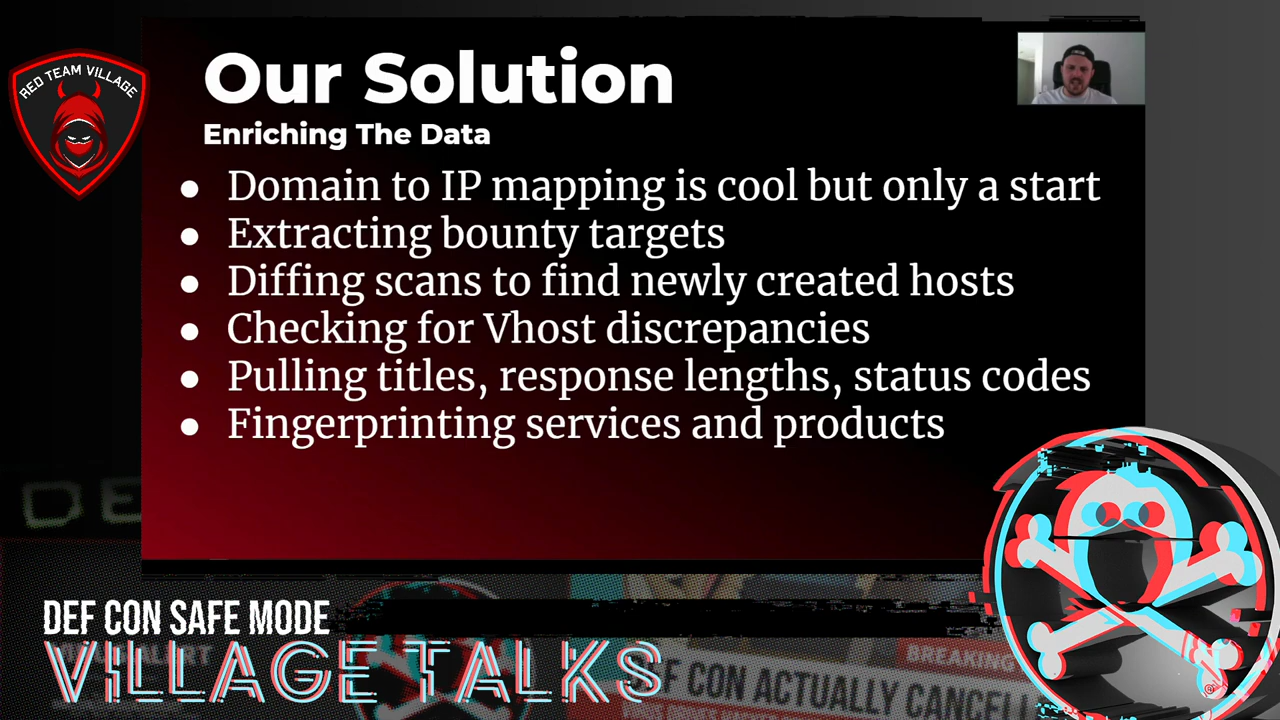 RED TEAM VILLAGE
Our Solution
Enriching The Data
● Domain to IP mapping is cool but only a start
● Extracting bounty targets
● Diffing scans to find newly created hosts
● Checking for Vhost discrepancies
● Pulling titles, response lengths, status codes
● Fingerprinting services and products
DE
DEF CON SAFE MODE
VILLAGE TALKS
BREAKING
DEF CON ACTUALLY